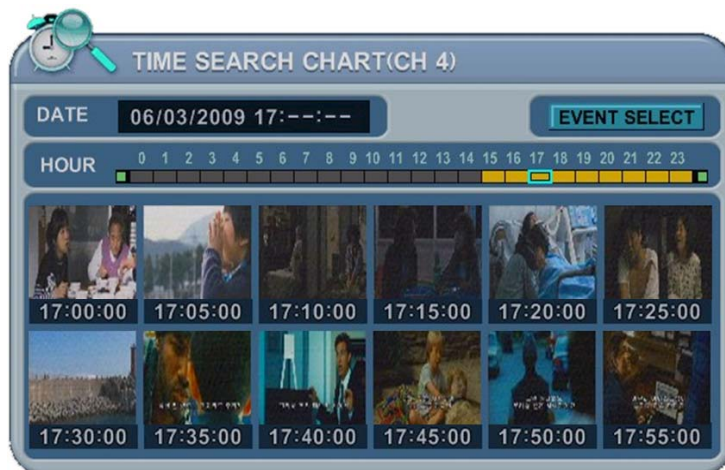 TIME SEARCH CHART(CH 4)
DATE 06/03/2009 17:--:-- EVENT SELECT
HOUR 0 1 2 3 4 5 6 7 8 9 10 11 12 13 14 15 16 17 18 19 20 21 22 23
17:00:00 17:05:00 17:10:00 17:15:00 17:20:00 17:25:00
17:30:00 17:35:00 17:40:00 17:45:00 17:50:00 17:55:00